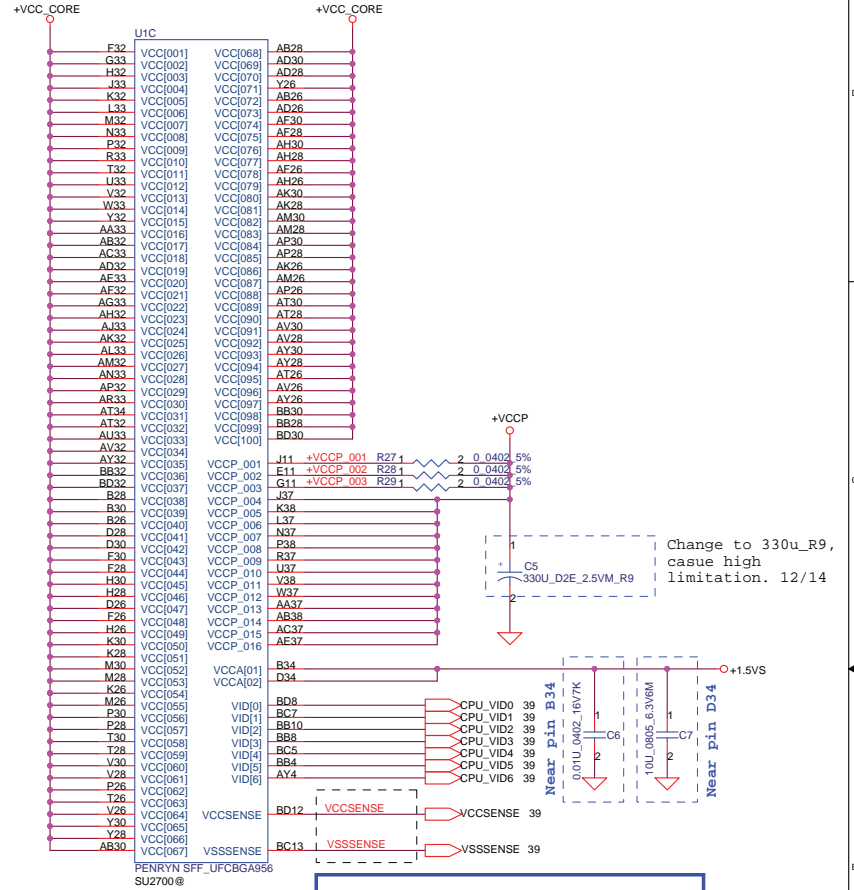 +VCC_CORE +VCC_CORE
U1C
F32 VCC[001] VCC[068] AB28
G33 VCC[002] VCC[069] AD30
H32 VCC[003] VCC[070] AD28
J33 VCC[004] VCC[071] Y26
K32 VCC[005] VCC[072] AB26
L33 VCC[006] VCC[073] AD26
M32 VCC[007] VCC[074] AF30
N33 VCC[008] VCC[075] AF28
P32 VCC[009] VCC[076] AH30
R33 VCC[010] VCC[077] AH28
T32 VCC[011] VCC[078] AF26
U33 VCC[012] VCC[079] AH26
V32 VCC[013] VCC[080] AK30
W33 VCC[014] VCC[081] AK28
Y32 VCC[015] VCC[082] AM30
AA33 VCC[016] VCC[083] AM28
AB32 VCC[017] VCC[084] AP30
AC33 VCC[018] VCC[085] AP28
AD32 VCC[019] VCC[086] AK26
AE33 VCC[020] VCC[087] AM26
AF32 VCC[021] VCC[088] AP26
AG33 VCC[022] VCC[089] AT30
AH32 VCC[023] VCC[090] AT28
AJ33 VCC[024] VCC[091] AV30
AK32 VCC[025] VCC[092] AV28
AL33 VCC[026] VCC[093] AY30
AM32 VCC[027] VCC[094] AY28
AN33 VCC[028] VCC[095] AT26
AP32 VCC[029] VCC[096] AV26
AR33 VCC[030] VCC[097] AY26
AT34 VCC[031] VCC[098] BB30
AT32 VCC[032] VCC[099] BB28
AU33 VCC[033] VCC[100] BD30
AV32 VCC[034]
+VCCP
AY32 VCC[035] VCCP_001 J11 +VCCP_001 R27 1 2 0_0402_5%
BB32 VCC[036] VCCP_002 E11 +VCCP_002 R28 1 2 0_0402_5%
BD32 VCC[037] VCCP_003 G11 +VCCP_003 R29 1 2 0_0402_5%
B28 VCC[038] VCCP_004 J37
B30 VCC[039] VCCP_005 K38
B26 VCC[040] VCCP_006 L37
D28 VCC[041] VCCP_007 N37
D30 VCC[042] VCCP_008 P38
F30 VCC[043] VCCP_009 R37
F28 VCC[044] VCCP_010 U37
H30 VCC[045] VCCP_011 V38
H28 VCC[046] VCCP_012 W37
D26 VCC[047] VCCP_013 AA37
F26 VCC[048] VCCP_014 AB38
H26 VCC[049] VCCP_015 AC37
K30 VCC[050] VCCP_016 AE37
K28 VCC[051]
1
+
C5
330U_D2E_2.5VM_R9
2
Change to 330u_R9,
casue high
limitation. 12/14
M30 VCC[052] VCCA[01] B34
M28 VCC[053] VCCA[02] D34
+1.5VS
K26 VCC[054]
M26 VCC[055] VID[0] BD8 CPU_VID0 39
P30 VCC[056] VID[1] BC7 CPU_VID1 39
P28 VCC[057] VID[2] BB10 CPU_VID2 39
T30 VCC[058] VID[3] BB8 CPU_VID3 39
T28 VCC[059] VID[4] BC5 CPU_VID4 39
V30 VCC[060] VID[5] BB4 CPU_VID5 39
V28 VCC[061] VID[6] AY4 CPU_VID6 39
P26 VCC[062]
T26 VCC[063]
V26 VCC[064] VCCSENSE BD12 VCCSENSE VCCSENSE 39
Y30 VCC[065]
Y28 VCC[066]
AB30 VCC[067] VSSSENSE BC13 VSSSENSE VSSSENSE 39
Near pin B34
0.01U_0402_16V7K
1
C6
2
10U_0805_6.3V6M
1
C7
2
Near pin D34
PENRYN SFF_UFCBGA956
SU2700@
D
C
B